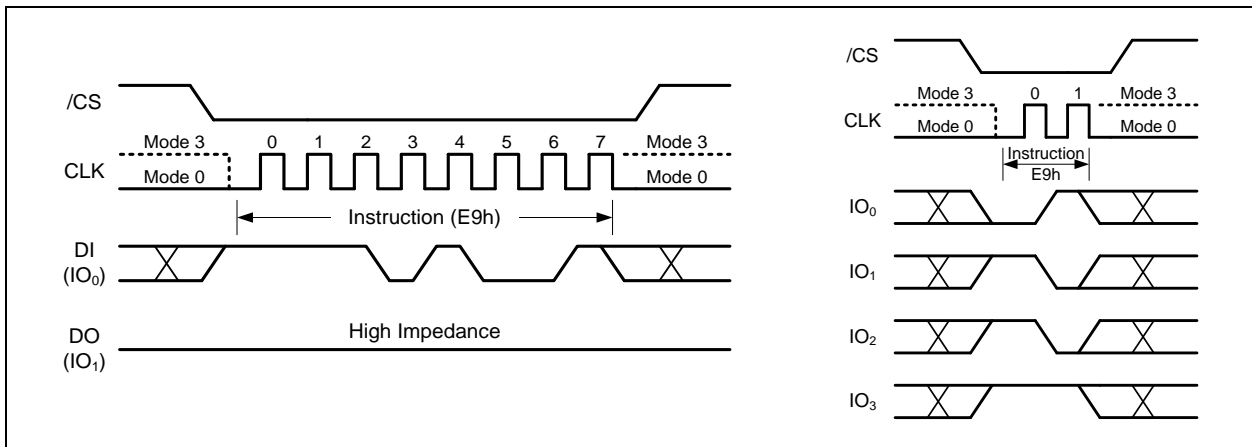 /CS
Mode 3 0 1 2 3 4 5 6 7 Mode 3
CLK
Mode 0 Mode 0
Instruction (E9h)
DI
(IO0)
DO
(IO1)
High Impedance
/CS
Mode 3 0 1 Mode 3
CLK
Mode 0 Mode 0
Instruction
E9h
IO0
IO1
IO2
IO3